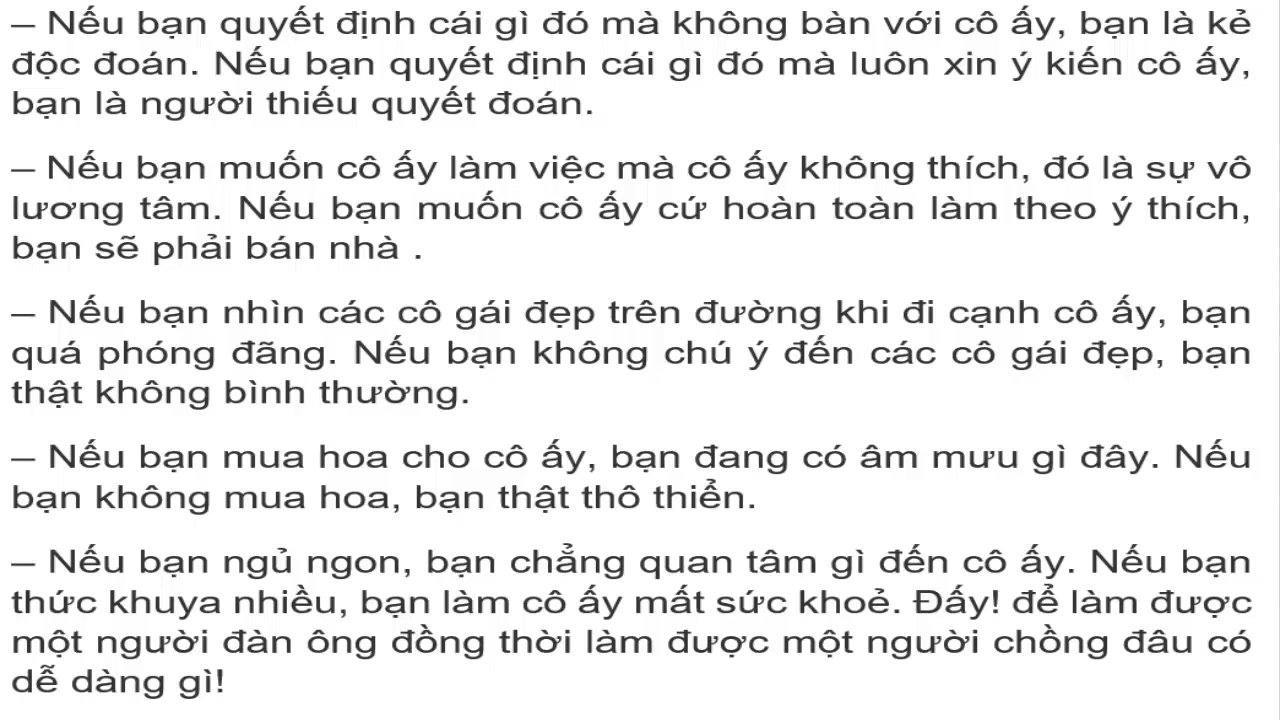 – Nếu bạn quyết định cái gì đó mà không bàn với cô ấy, bạn là kẻ
độc đoán. Nếu bạn quyết định cái gì đó mà luôn xin ý kiến cô ấy,
bạn là người thiếu quyết đoán.
– Nếu bạn muốn cô ấy làm việc mà cô ấy không thích, đó là sự vô
lương tâm. Nếu bạn muốn cô ấy cứ hoàn toàn làm theo ý thích,
bạn sẽ phải bán nhà .
– Nếu bạn nhìn các cô gái đẹp trên đường khi đi cạnh cô ấy, bạn
quá phóng đãng. Nếu bạn không chú ý đến các cô gái đẹp, bạn
thật không bình thường.
– Nếu bạn mua hoa cho cô ấy, bạn đang có âm mưu gì đây. Nếu
bạn không mua hoa, bạn thật thô thiển.
– Nếu bạn ngủ ngon, bạn chẳng quan tâm gì đến cô ấy. Nếu bạn
thức khuya nhiều, bạn làm cô ấy mất sức khoẻ. Đấy! để làm được
một người đàn ông đồng thời làm được một người chồng đâu có
dễ dàng gì!